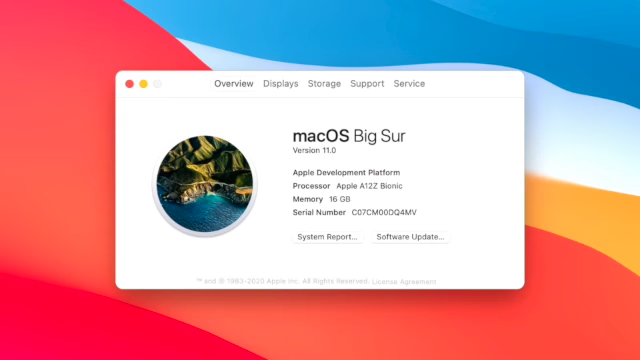 Overview Displays Storage Support Service
macOS Big Sur
Version 11.0
Apple Development Platform
Processor Apple A12Z Bionic
Memory 16 GB
Serial Number C07CM00DQ4MV
System Report... Software Update...
™ and © 1983-2020 Apple Inc. All Rights Reserved. License Agreement